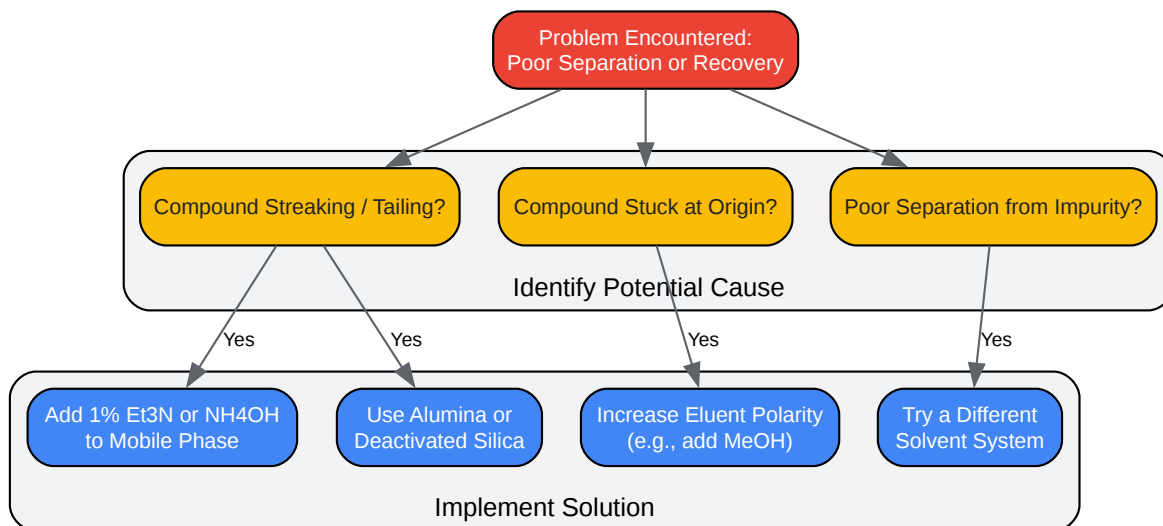 Problem Encountered:
Poor Separation or Recovery
Compound Streaking / Tailing?
Compound Stuck at Origin?
Poor Separation from Impurity?
Identify Potential Cause
Yes
Yes
Yes
Yes
Add 1% Et3N or NH4OH
to Mobile Phase
Use Alumina or
Deactivated Silica
Increase Eluent Polarity
(e.g., add MeOH)
Try a Different
Solvent System
Implement Solution